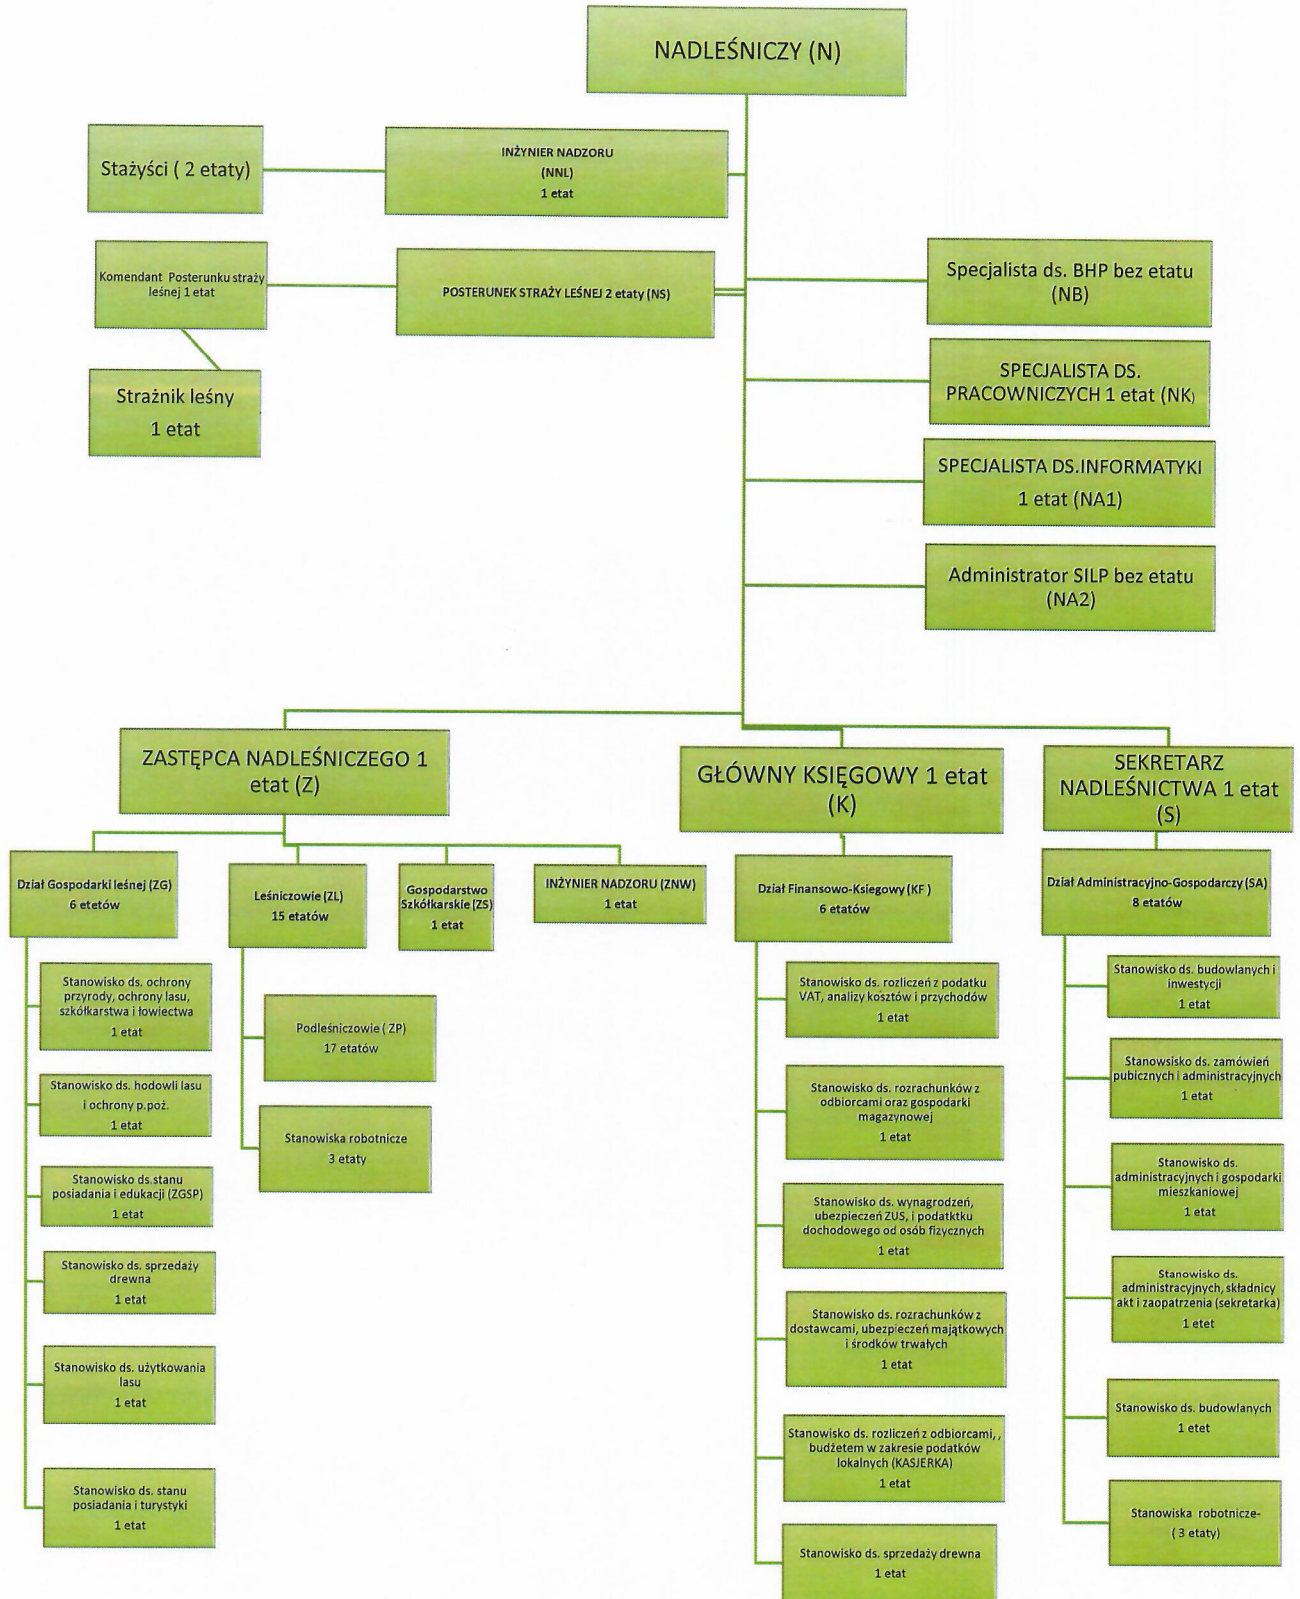 NADLEŚNICZY (N)
Stażyści ( 2 etaty)
INŻYNIER NADZORU
(NNL)
1 etat
Komendant Posterunku straży
leśnej 1 etat
POSTERUNEK STRAŻY LEŚNEJ 2 etaty (NS)
Strażnik leśny
1 etat
Specjalista ds. BHP bez etatu
(NB)
SPECJALISTA DS.
PRACOWNICZYCH 1 etat (NK)
SPECJALISTA DS.INFORMATYKI
1 etat (NA1)
Administrator SILP bez etatu
(NA2)
ZASTĘPCA NADLEŚNICZEGO 1
etat (Z)
GŁÓWNY KSIĘGOWY 1 etat
(K)
SEKRETARZ
NADLEŚNICTWA 1 etat
(S)
Dział Gospodarki leśnej (ZG)
6 etetów
Leśniczowie (ZL)
15 etatów
Gospodarstwo
Szkółkarskie (ZS)
1 etat
INŻYNIER NADZORU (ZNW)
1 etat
Dział Finansowo-Ksiegowy (KF )
6 etatów
Dział Administracyjno-Gospodarczy (SA)
8 etatów
Stanowisko ds. ochrony
przyrody, ochrony lasu,
szkółkarstwa i łowiectwa
1 etat
Stanowisko ds. hodowli lasu
i ochrony p.poż.
1 etat
Stanowisko ds.stanu
posiadania i edukacji (ZGSP)
1 etat
Stanowisko ds. sprzedaży
drewna
1 etat
Stanowisko ds. użytkowania
lasu
1 etat
Stanowisko ds. stanu
posiadania i turystyki
1 etat
Podleśniczowie ( ZP)
17 etatów
Stanowiska robotnicze
3 etaty
Stanowisko ds. rozliczeń z podatku
VAT, analizy kosztów i przychodów
1 etat
Stanowisko ds. rozrachunków z
odbiorcami oraz gospodarki
magazynowej
1 etat
Stanowisko ds. wynagrodzeń,
ubezpieczeń ZUS, i podatktku
dochodowego od osób fizycznych
1 etat
Stanowisko ds. rozrachunków z
dostawcami, ubezpieczeń majątkowych
i środków trwałych
1 etat
Stanowisko ds. rozliczeń z odbiorcami, ,
budżetem w zakresie podatków
lokalnych (KASJERKA)
1 etat
Stanowisko ds. sprzedaży drewna
1 etat
Stanowisko ds. budowlanych i
inwestycji
1 etat
Stanowsisko ds. zamówień
pubicznych i administracyjnych
1 etat
Stanowisko ds.
administracyjnych i gospodarki
mieszkaniowej
1 etat
Stanowisko ds.
administracyjnych, składnicy
akt i zaopatrzenia (sekretarka)
1 etet
Stanowisko ds. budowlanych
1 etet
Stanowiska robotnicze-
( 3 etaty)